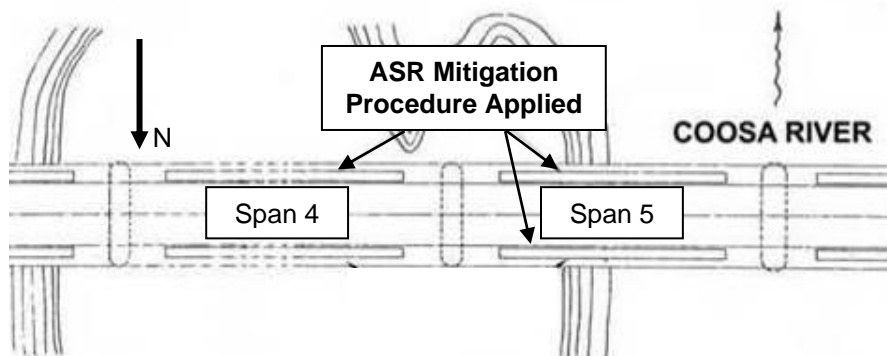 ASR Mitigation
Procedure Applied
N
COOSA RIVER
Span 4
Span 5